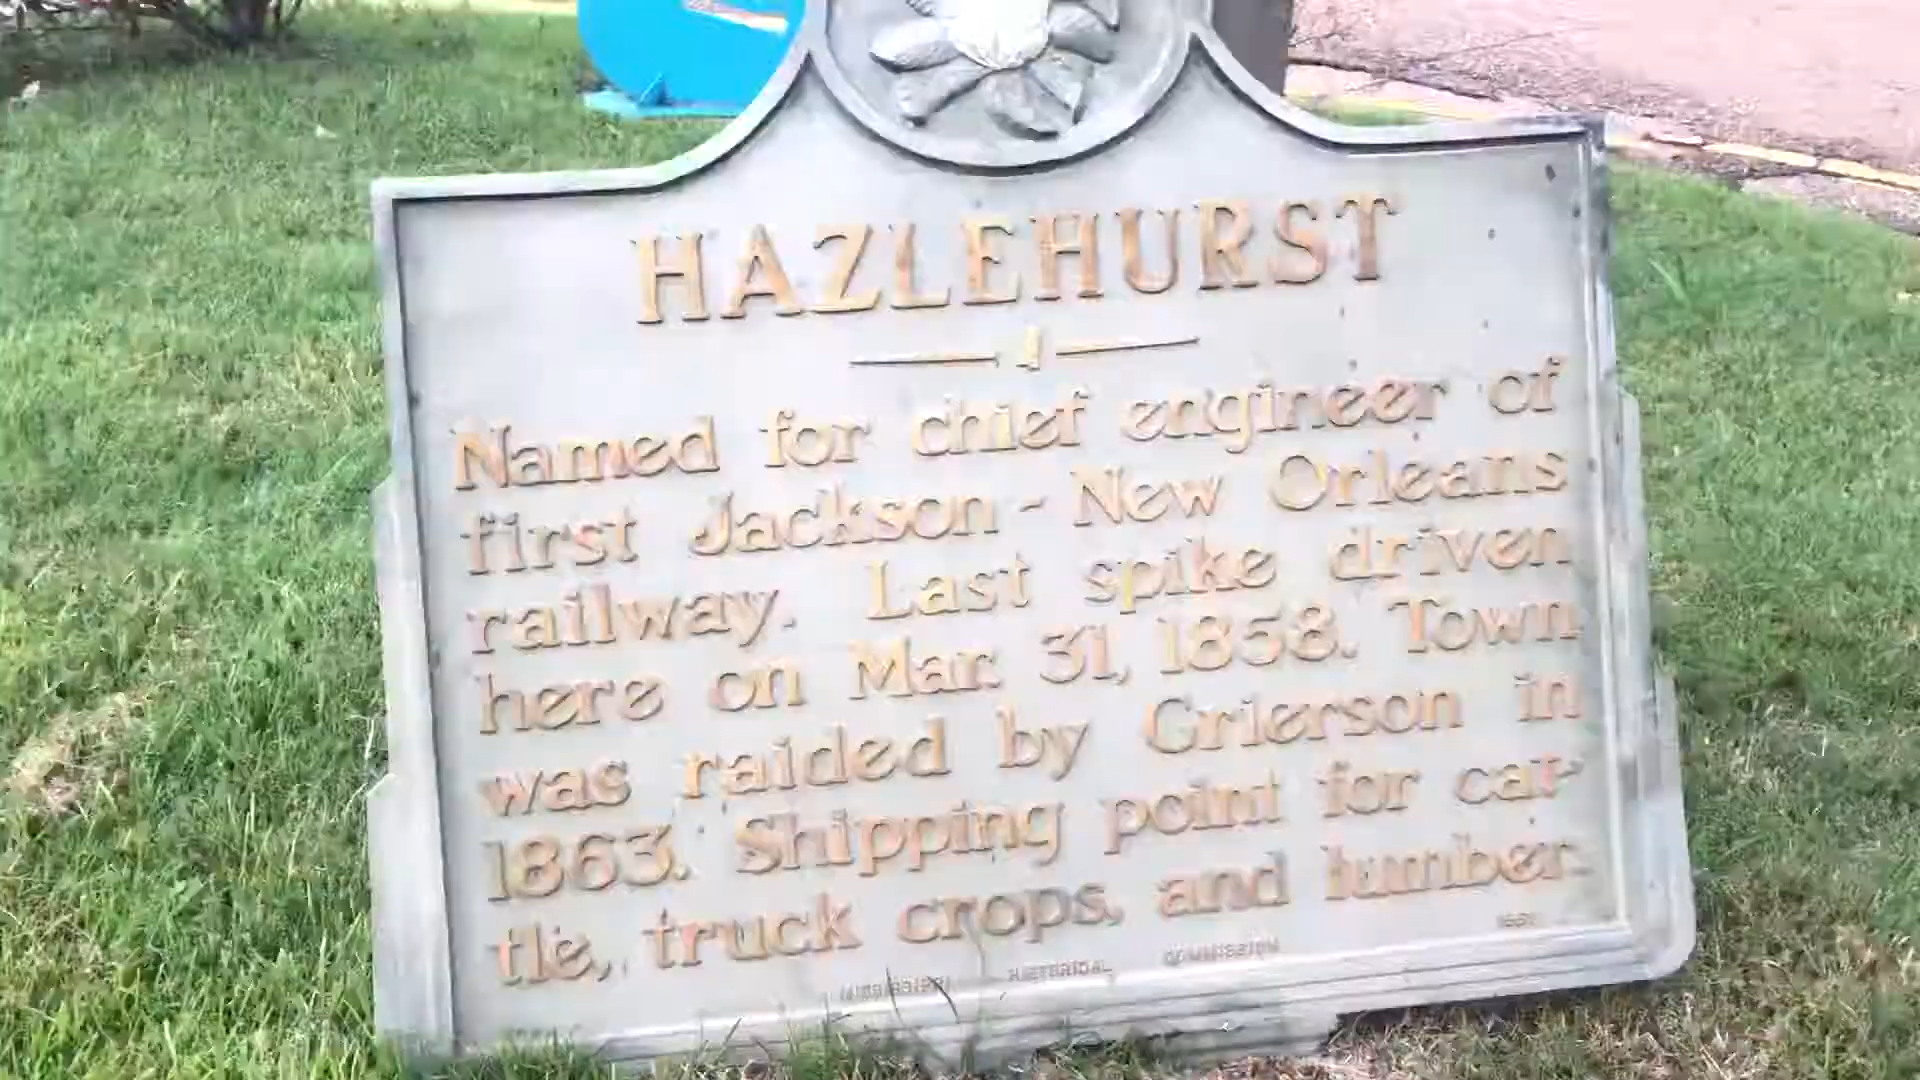 HAZLEHURST
Named for chief engineer of
first Jackson - New Orleans
railway. Last spike driven
here on Mar. 31, 1858. Town
was raided by Grierson in
1863. Shipping point for cat-
tle, truck crops, and lumber.
MISSISSIPPI HISTORICAL COMMISSION